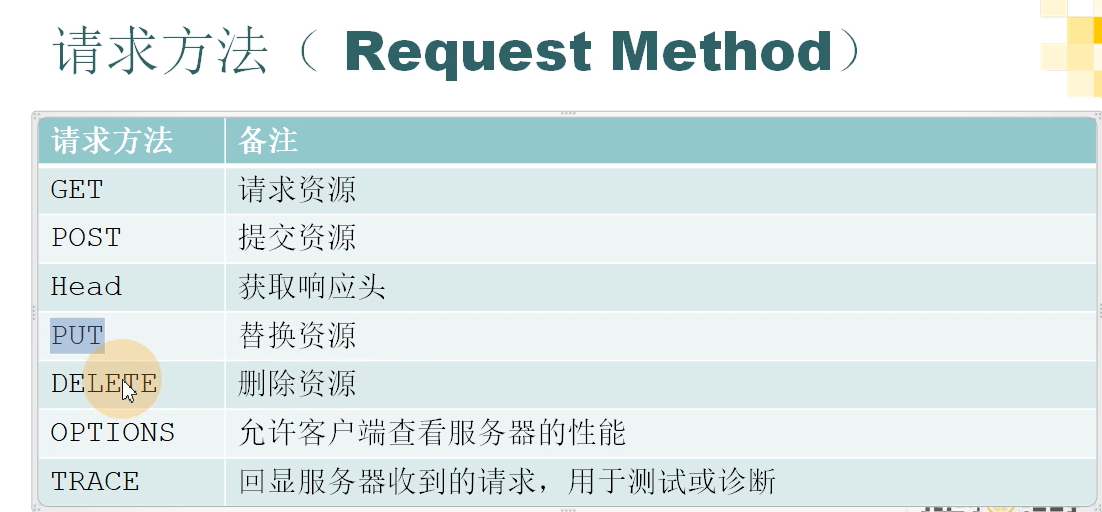 请求方法（ Request Method）
请求方法 备注
GET 请求资源
POST 提交资源
Head 获取响应头
PUT 替换资源
DELETE 删除资源
OPTIONS 允许客户端查看服务器的性能
TRACE 回显服务器收到的请求，用于测试或诊断